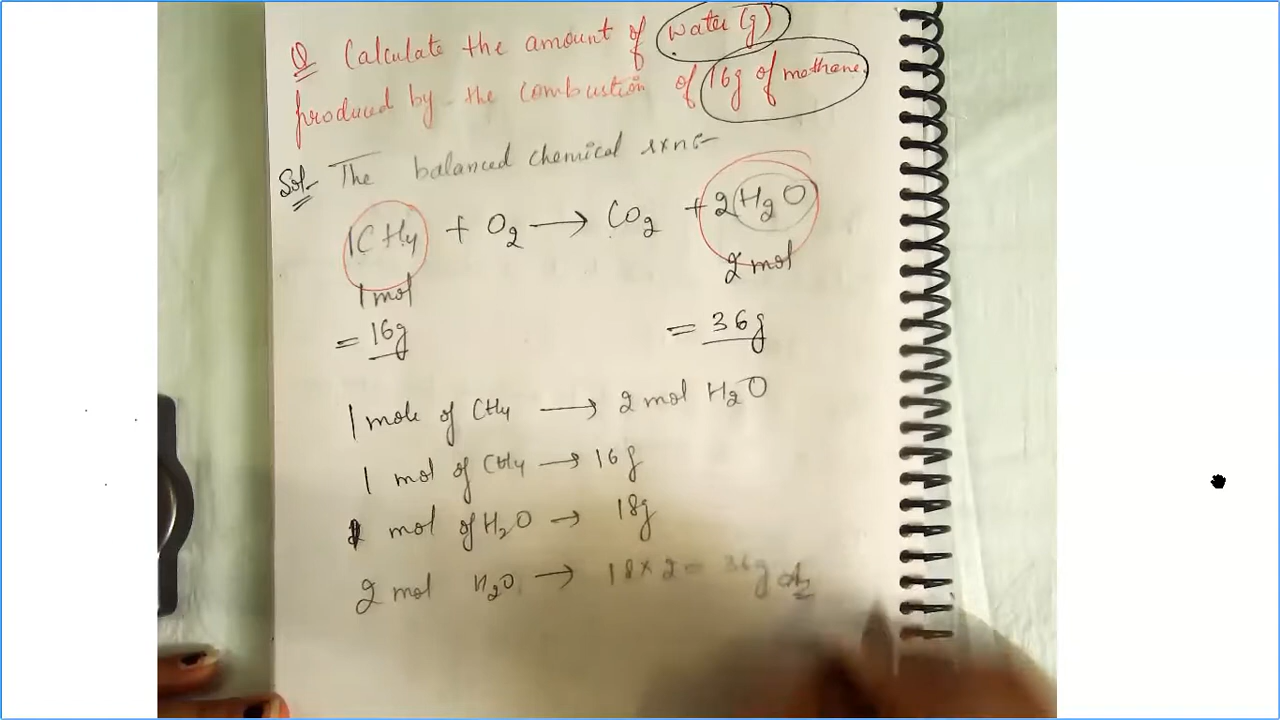 Q Calculate the amount of water (g)
produced by the combustion of 16g of methane.
Sol- The balanced chemical rxn:-
1CH4 + O2 → CO2 + 2H2O
1 mol 2 mol
= 16g = 36g
1 mole of CH4 → 2 mol H2O
1 mol of CH4 → 16g
1 mol of H2O → 18g
2 mol H2O → 18×2 = 36g